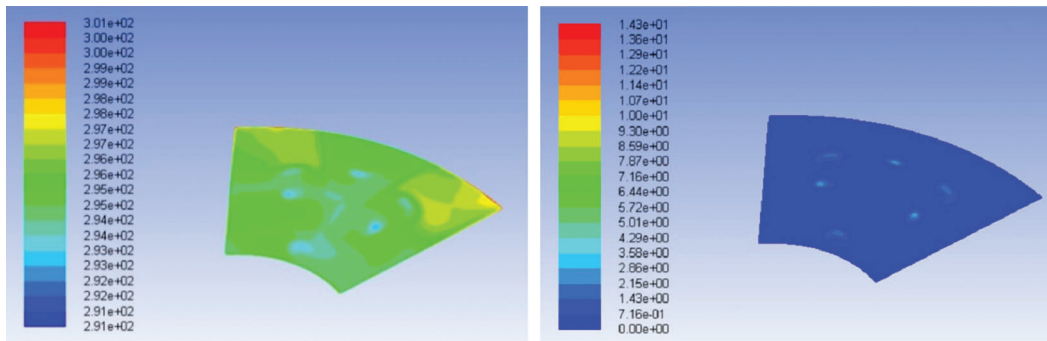 3.01e+02
3.00e+02
3.00e+02
2.99e+02
2.99e+02
2.98e+02
2.98e+02
2.97e+02
2.97e+02
2.96e+02
2.96e+02
2.95e+02
2.95e+02
2.94e+02
2.94e+02
2.93e+02
2.93e+02
2.92e+02
2.92e+02
2.91e+02
2.91e+02
1.43e+01
1.36e+01
1.29e+01
1.22e+01
1.14e+01
1.07e+01
1.00e+01
9.30e+00
8.59e+00
7.87e+00
7.16e+00
6.44e+00
5.72e+00
5.01e+00
4.29e+00
3.58e+00
2.86e+00
2.15e+00
1.43e+00
7.16e-01
0.00e+00